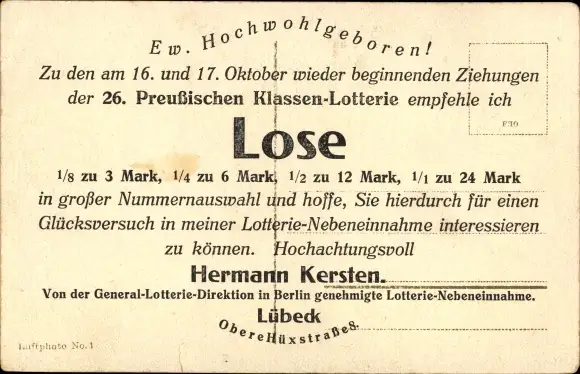 Ew. Hochwohlgeboren!
Zu den am 16. und 17. Oktober wieder beginnenden Ziehungen
der 26. Preußischen Klassen-Lotterie empfehle ich
Lose
1/8 zu 3 Mark, 1/4 zu 6 Mark, 1/2 zu 12 Mark, 1/1 zu 24 Mark
in großer Nummernauswahl und hoffe, Sie hierdurch für einen
Glücksversuch in meiner Lotterie-Nebeneinnahme interessieren
zu können. Hochachtungsvoll
Hermann Kersten.
Von der General-Lotterie-Direktion in Berlin genehmigte Lotterie-Nebeneinnahme.
Lübeck
Obere Hüxstraße 8.
Luftphoto No. 1